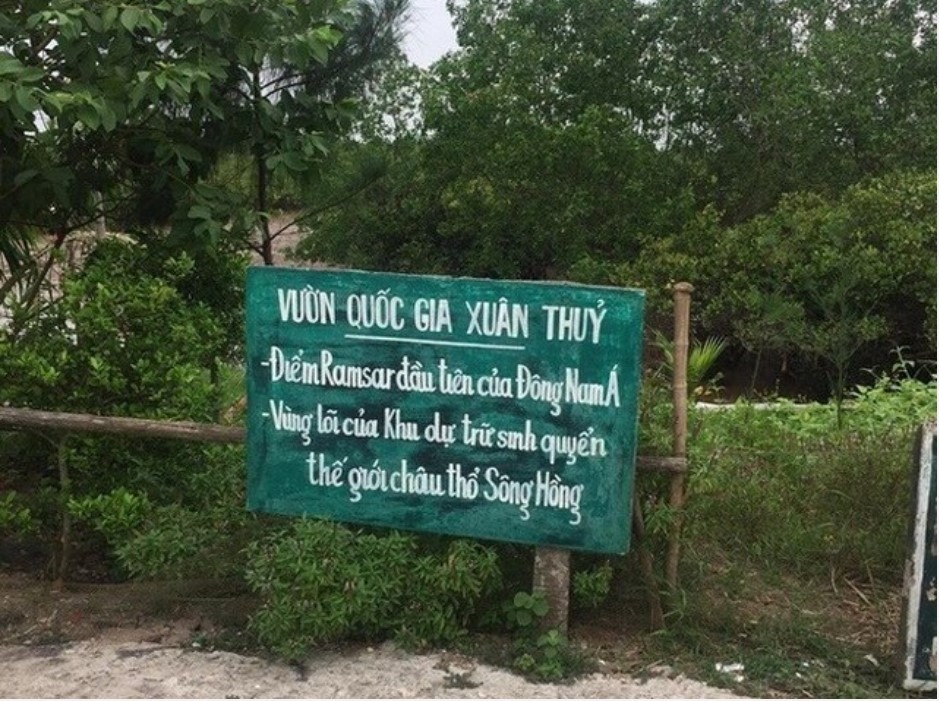 VƯỜN QUỐC GIA XUÂN THUỶ
-Điểm Ramsar đầu tiên của Đông Nam Á
-Vùng lõi của Khu dự trữ sinh quyển
thế giới châu thổ Sông Hồng